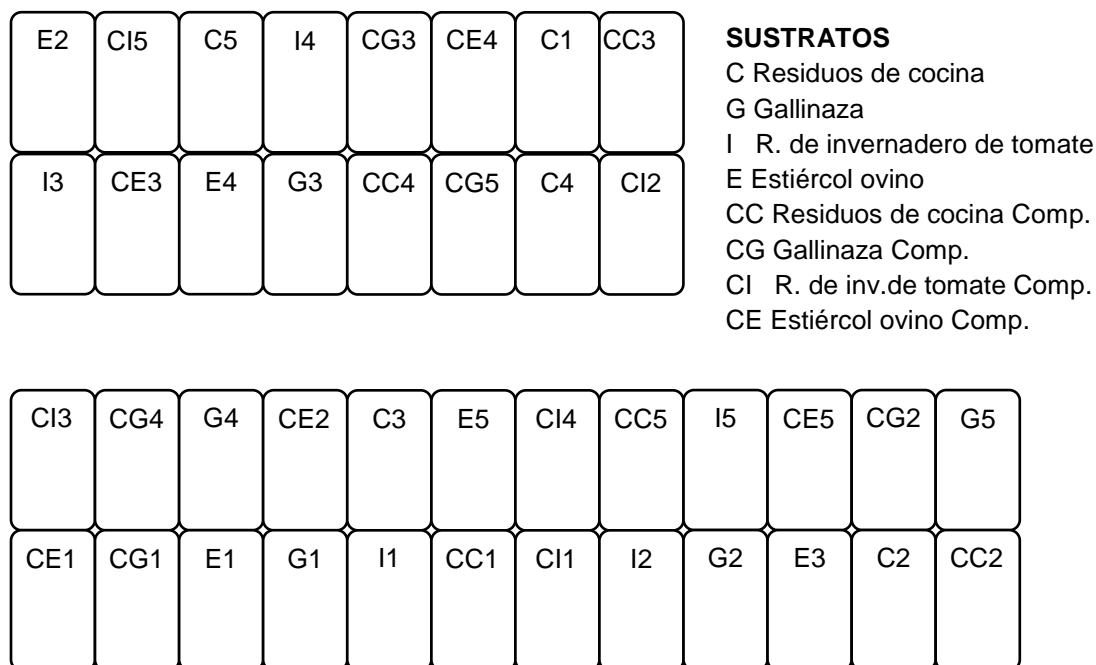 E2 CI5 C5 I4 CG3 CE4 C1 CC3
I3 CE3 E4 G3 CC4 CG5 C4 CI2
SUSTRATOS
C Residuos de cocina
G Gallinaza
I R. de invernadero de tomate
E Estiércol ovino
CC Residuos de cocina Comp.
CG Gallinaza Comp.
CI R. de inv.de tomate Comp.
CE Estiércol ovino Comp.
CI3 CG4 G4 CE2 C3 E5 CI4 CC5 I5 CE5 CG2 G5
CE1 CG1 E1 G1 I1 CC1 CI1 I2 G2 E3 C2 CC2